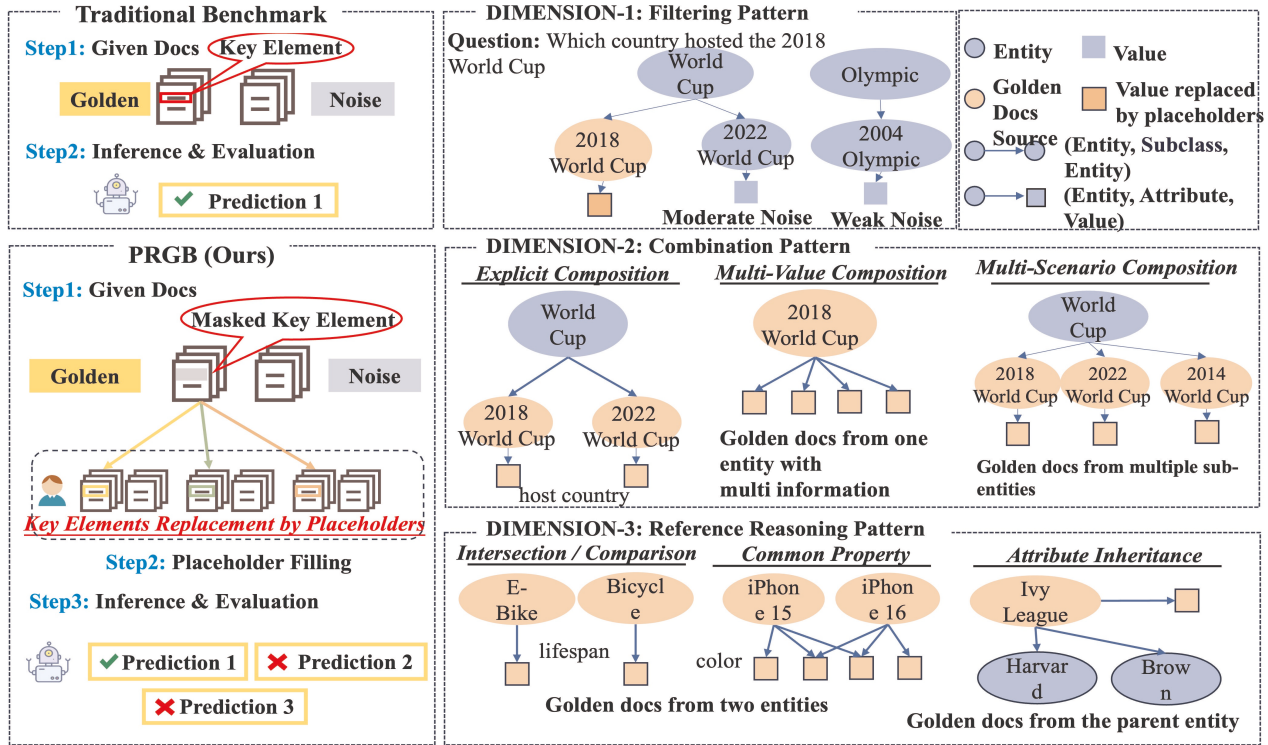 Traditional Benchmark
Step1: Given Docs
Key Element
Golden
Noise
Step2: Inference & Evaluation
Prediction 1
PRGB (Ours)
Step1: Given Docs
Masked Key Element
Golden
Noise
Key Elements Replacement by Placeholders
Step2: Placeholder Filling
Step3: Inference & Evaluation
Prediction 1
Prediction 2
Prediction 3
DIMENSION-1: Filtering Pattern
Question: Which country hosted the 2018
World Cup
World
Cup
Olympic
2018
World Cup
2022
World Cup
2004
Olympic
Moderate Noise
Weak Noise
Entity
Value
Golden
Docs
Source
Value replaced
by placeholders
(Entity, Subclass,
Entity)
(Entity, Attribute,
Value)
DIMENSION-2: Combination Pattern
Explicit Composition
World
Cup
2018
World Cup
2022
World Cup
host country
Multi-Value Composition
2018
World Cup
Golden docs from one
entity with
multi information
Multi-Scenario Composition
World
Cup
2018
World Cup
2022
World Cup
2014
World Cup
Golden docs from multiple sub-
entities
DIMENSION-3: Reference Reasoning Pattern
Intersection / Comparison
E-
Bike
Bicycl
e
lifespan
Common Property
iPhon
e 15
iPhon
e 16
color
Golden docs from two entities
Attribute Inheritance
Ivy
League
Harvar
d
Brow
n
Golden docs from the parent entity